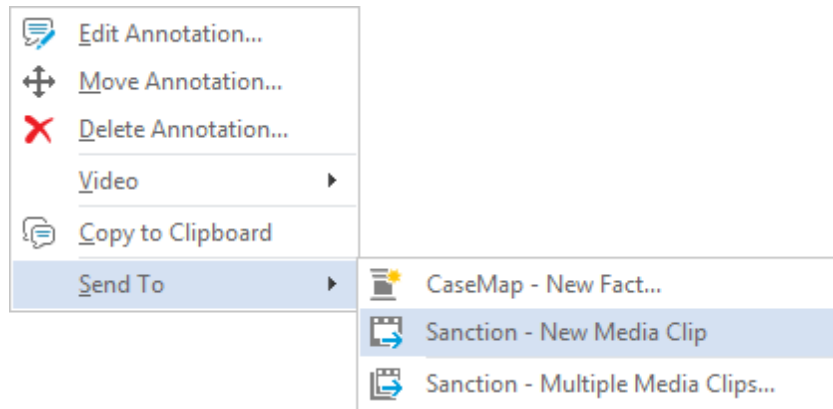 Edit Annotation...
Move Annotation...
Delete Annotation...
Video
Copy to Clipboard
Send To
CaseMap - New Fact...
Sanction - New Media Clip
Sanction - Multiple Media Clips...